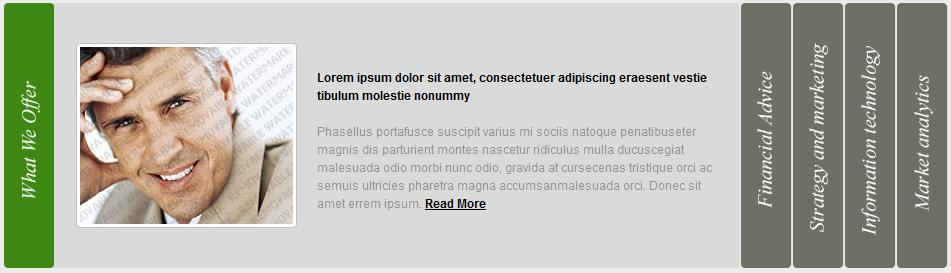 What We Offer
Lorem ipsum dolor sit amet, consectetuer adipiscing eraesent vestie
tibulum molestie nonummy
Phasellus portafusce suscipit varius mi sociis natoque penatibuseter
magnis dis parturient montes nascetur ridiculus mulla ducuscegiat
malesuada odio morbi nunc odio, gravida at cursecenas tristique orci ac
semuis ultricies pharetra magna accumsanmalesuada orci. Donec sit
amet errem ipsum. Read More
Financial Advice
Strategy and marketing
Information technology
Market analytics